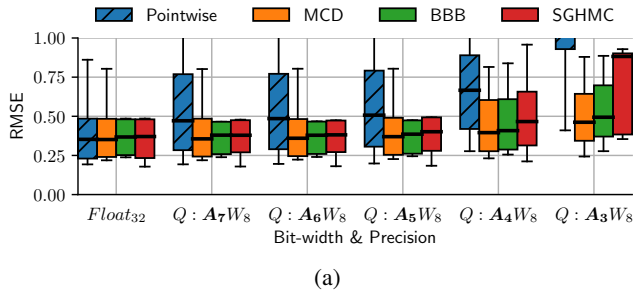 Pointwise MCD BBB SGHMC
1.00
0.75
0.50
0.25
0.00
RMSE
Float32 Q : A7W8 Q : A6W8 Q : A5W8 Q : A4W8 Q : A3W8
Bit-width & Precision
(a)